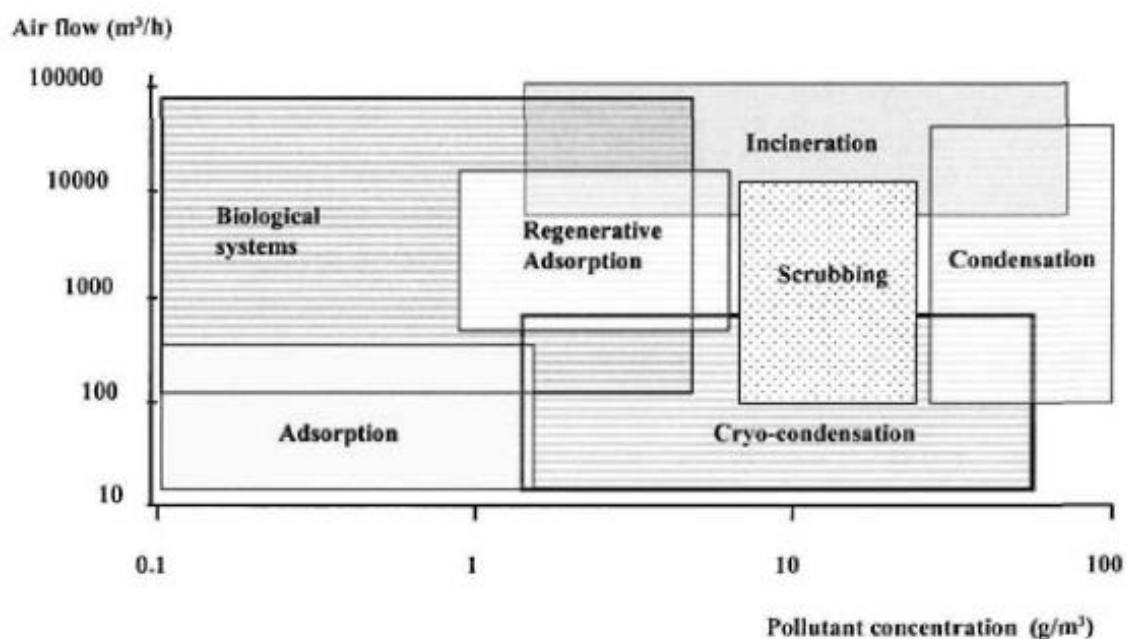 Air flow (m³/h)
100000
Incineration
10000
Biological
systems
Regenerative
Adsorption
Condensation
Scrubbing
1000
100
Adsorption
Cryo-condensation
10
0.1
1
10
100
Pollutant concentration (g/m³)